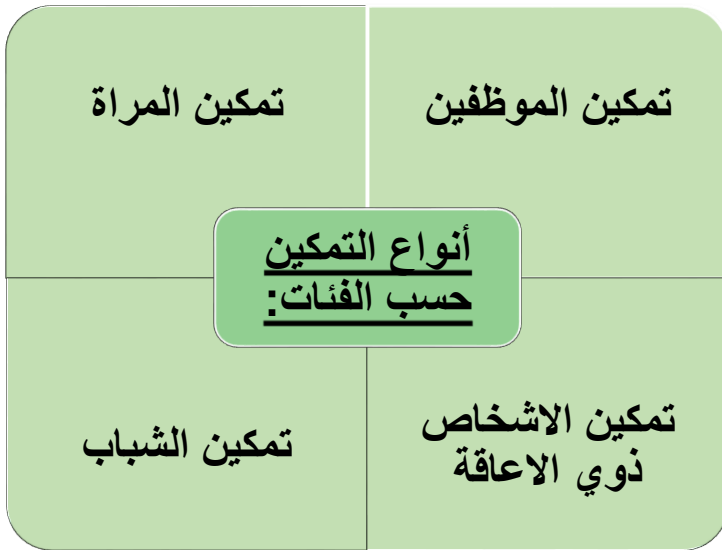 تمكين الموظفين
تمكين المراة
أنواع التمكين
حسب الفئات:
تمكين الاشخاص
ذوي الاعاقة
تمكين الشباب